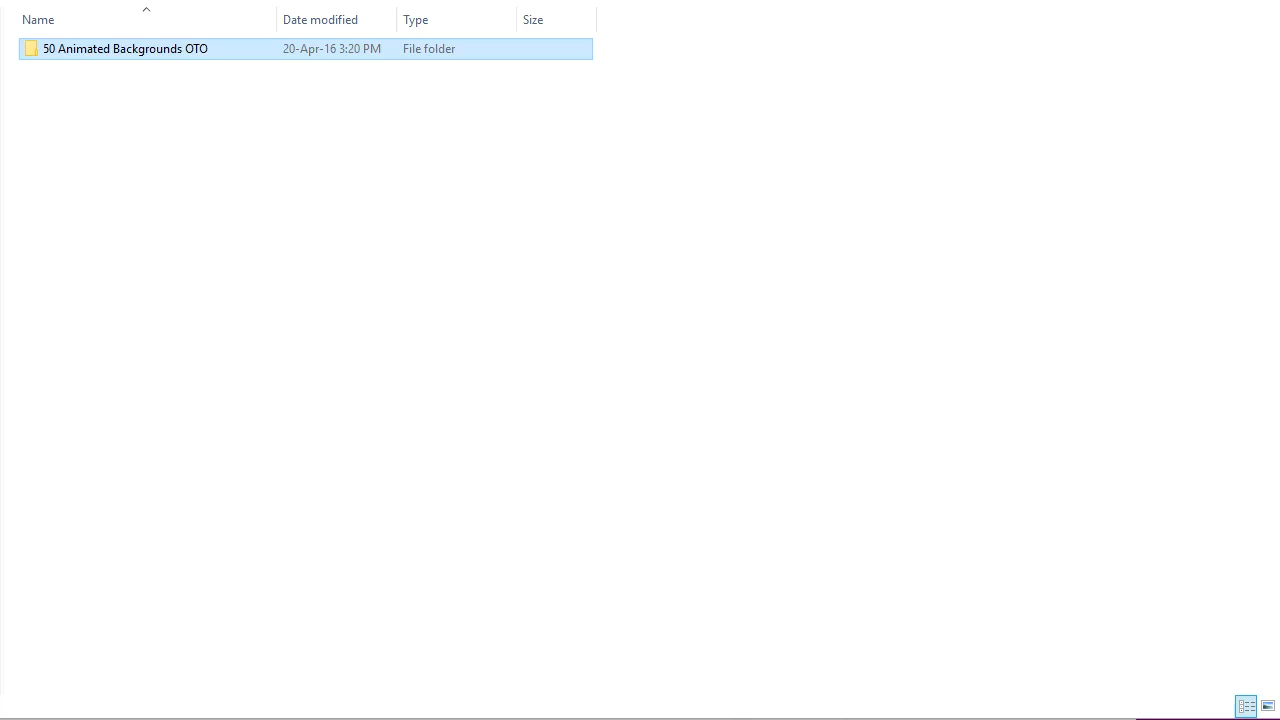 Name Date modified Type Size
50 Animated Backgrounds OTO 20-Apr-16 3:20 PM File folder